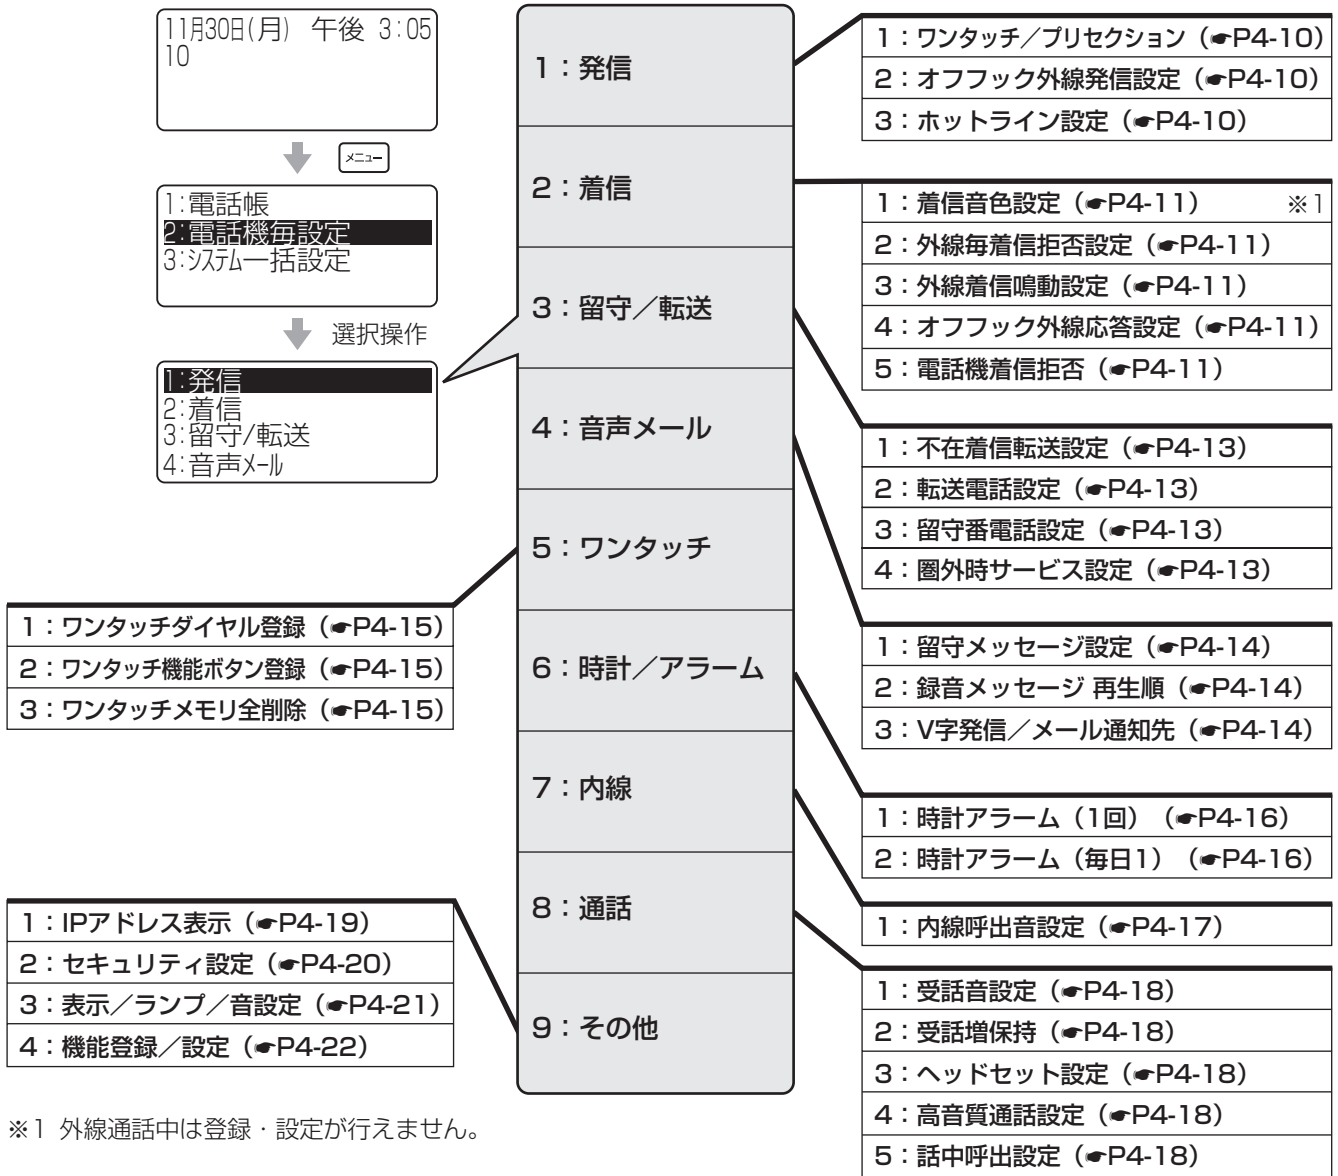 11月30日(月) 午後 3:05
10
メニュー
1:電話帳
2:電話機毎設定
3:ｼｽﾃﾑ一括設定
選択操作
1:発信
2:着信
3:留守/転送
4:音声ﾒｰﾙ
1：発信
2：着信
3：留守／転送
4：音声メール
5：ワンタッチ
6：時計／アラーム
7：内線
8：通話
9：その他
1：ワンタッチ／プリセクション（☛P4-10）
2：オフフック外線発信設定（☛P4-10）
3：ホットライン設定（☛P4-10）
1：着信音色設定（☛P4-11） ※1
2：外線毎着信拒否設定（☛P4-11）
3：外線着信鳴動設定（☛P4-11）
4：オフフック外線応答設定（☛P4-11）
5：電話機着信拒否（☛P4-11）
1：不在着信転送設定（☛P4-13）
2：転送電話設定（☛P4-13）
3：留守番電話設定（☛P4-13）
4：圏外時サービス設定（☛P4-13）
1：留守メッセージ設定（☛P4-14）
2：録音メッセージ 再生順（☛P4-14）
3：V字発信／メール通知先（☛P4-14）
1：ワンタッチダイヤル登録（☛P4-15）
2：ワンタッチ機能ボタン登録（☛P4-15）
3：ワンタッチメモリ全削除（☛P4-15）
1：時計アラーム（1回）（☛P4-16）
2：時計アラーム（毎日1）（☛P4-16）
1：内線呼出音設定（☛P4-17）
1：受話音設定（☛P4-18）
2：受話増保持（☛P4-18）
3：ヘッドセット設定（☛P4-18）
4：高音質通話設定（☛P4-18）
5：話中呼出設定（☛P4-18）
1：IPアドレス表示（☛P4-19）
2：セキュリティ設定（☛P4-20）
3：表示／ランプ／音設定（☛P4-21）
4：機能登録／設定（☛P4-22）
※1 外線通話中は登録・設定が行えません。